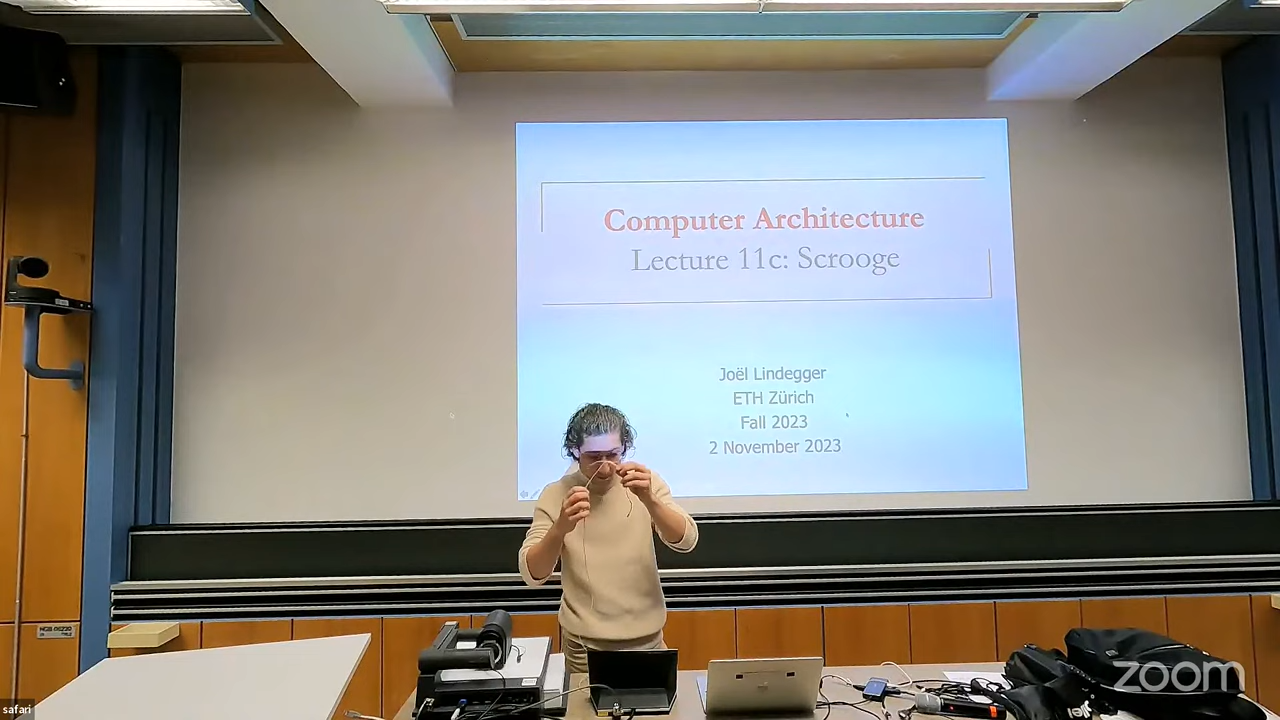 Computer Architecture
Lecture 11c: Scrooge
Joël Lindegger
ETH Zürich
Fall 2023
2 November 2023
zoom
safari